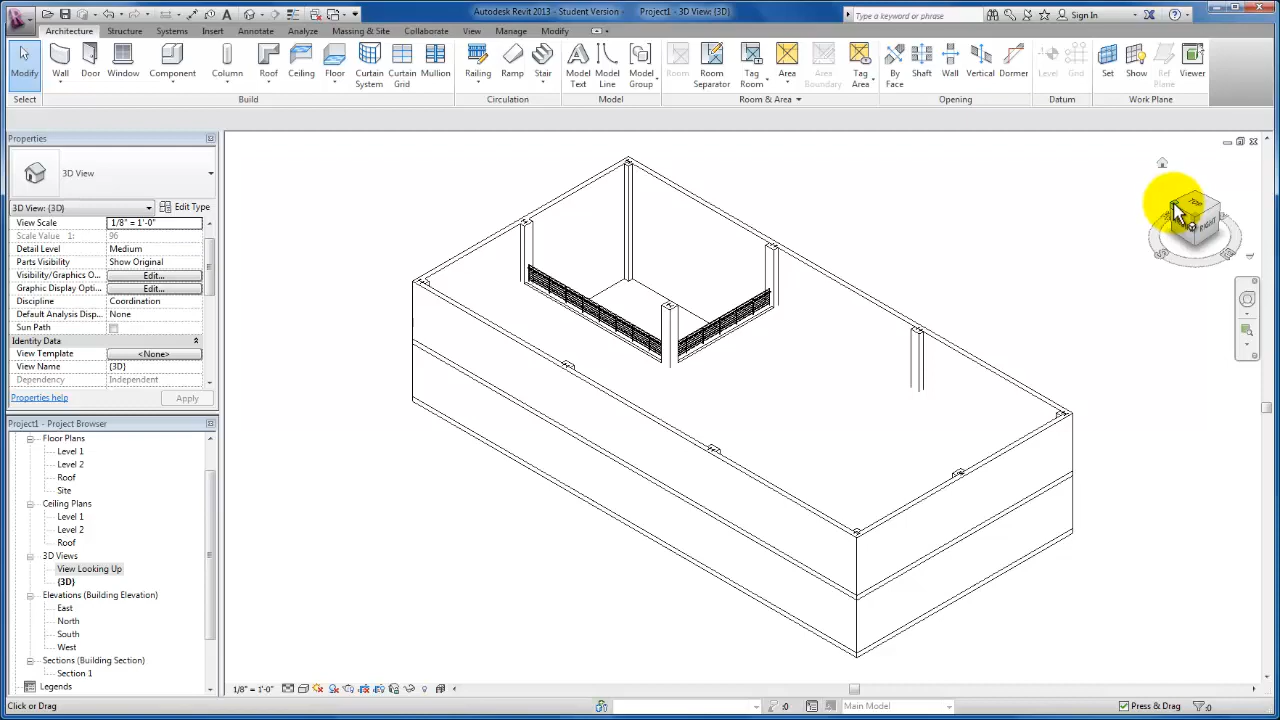 Autodesk Revit 2013 - Student Version -    Project1 - 3D View: {3D}
Type a keyword or phrase
Sign In
Architecture Structure Systems Insert Annotate Analyze Massing & Site Collaborate View Manage Modify
Modify Wall Door Window Component Column Roof Ceiling Floor Curtain System Curtain Grid Mullion Railing Ramp Stair Model Text Model Line Model Group Room Room Separator Tag Room Area Area Boundary Tag Area By Face Shaft Wall Vertical Dormer Level Grid Set Show Ref Plane Viewer
Select Build Circulation Model Room & Area Opening Datum Work Plane
Properties
3D View
3D View: {3D} Edit Type
View Scale 1/8" = 1'-0"
Scale Value 1: 96
Detail Level Medium
Parts Visibility Show Original
Visibility/Graphics O... Edit...
Graphic Display Opti... Edit...
Discipline Coordination
Default Analysis Disp... None
Sun Path
Identity Data
View Template <None>
View Name {3D}
Dependency Independent
Properties help Apply
Project1 - Project Browser
Floor Plans
Level 1
Level 2
Roof
Site
Ceiling Plans
Level 1
Level 2
Roof
3D Views
View Looking Up
{3D}
Elevations (Building Elevation)
East
North
South
West
Sections (Building Section)
Section 1
Legends
TOP
RIGHT
1/8" = 1'-0"
Click or Drag
:0
Main Model
Press & Drag
:0